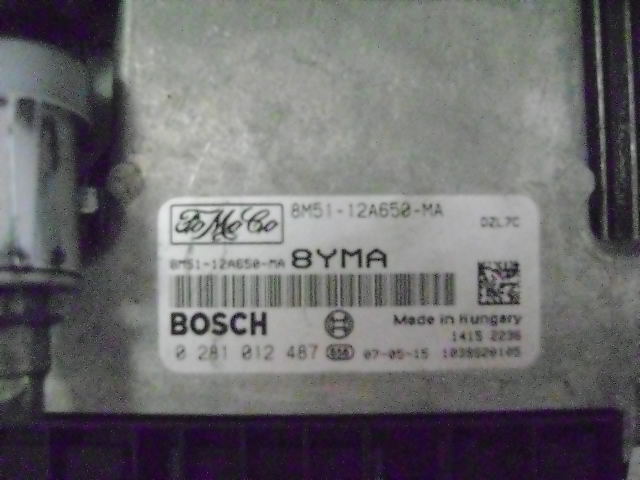 FoMoCo 8M51-12A650-MA
DZL7C
8M51-12A650-MA 8YMA
BOSCH Made in Hungary
1415 2236
0 281 012 487 07-05-15 1039S20105